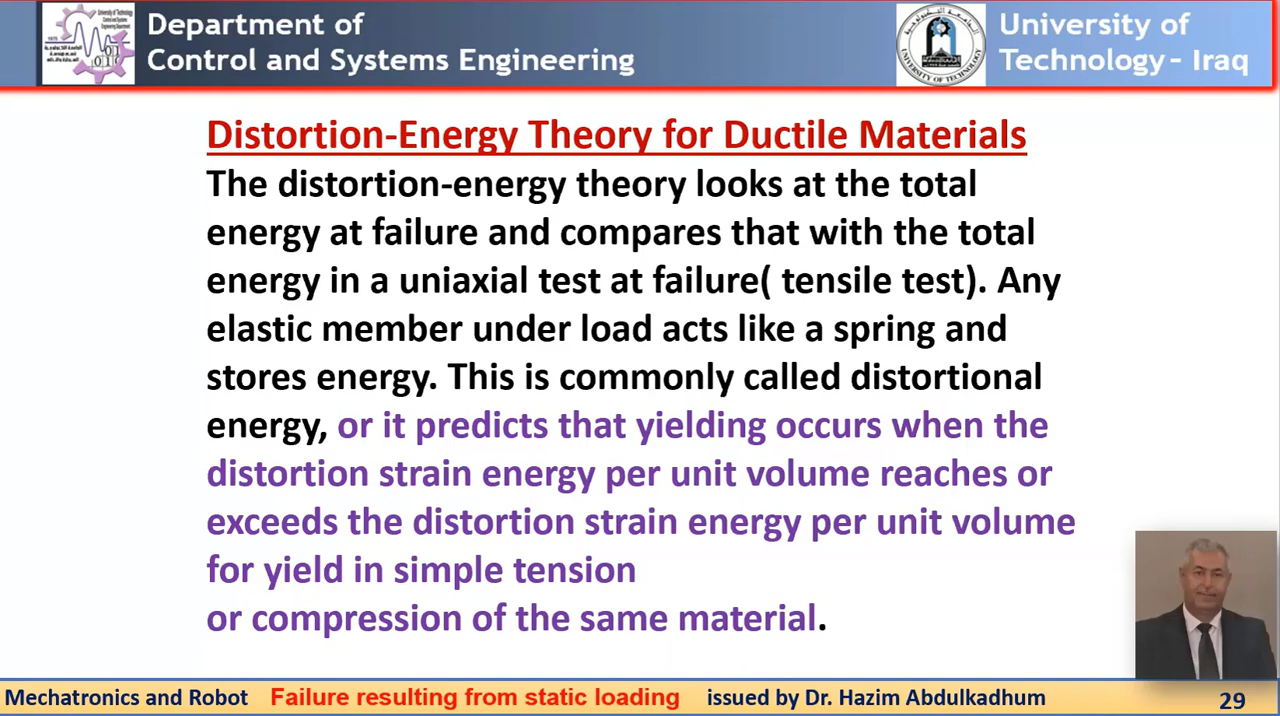 Department of
Control and Systems Engineering
University of
Technology - Iraq
Distortion-Energy Theory for Ductile Materials
The distortion-energy theory looks at the total
energy at failure and compares that with the total
energy in a uniaxial test at failure( tensile test). Any
elastic member under load acts like a spring and
stores energy. This is commonly called distortional
energy, or it predicts that yielding occurs when the
distortion strain energy per unit volume reaches or
exceeds the distortion strain energy per unit volume
for yield in simple tension
or compression of the same material.
Mechatronics and Robot Failure resulting from static loading issued by Dr. Hazim Abdulkadhum 29